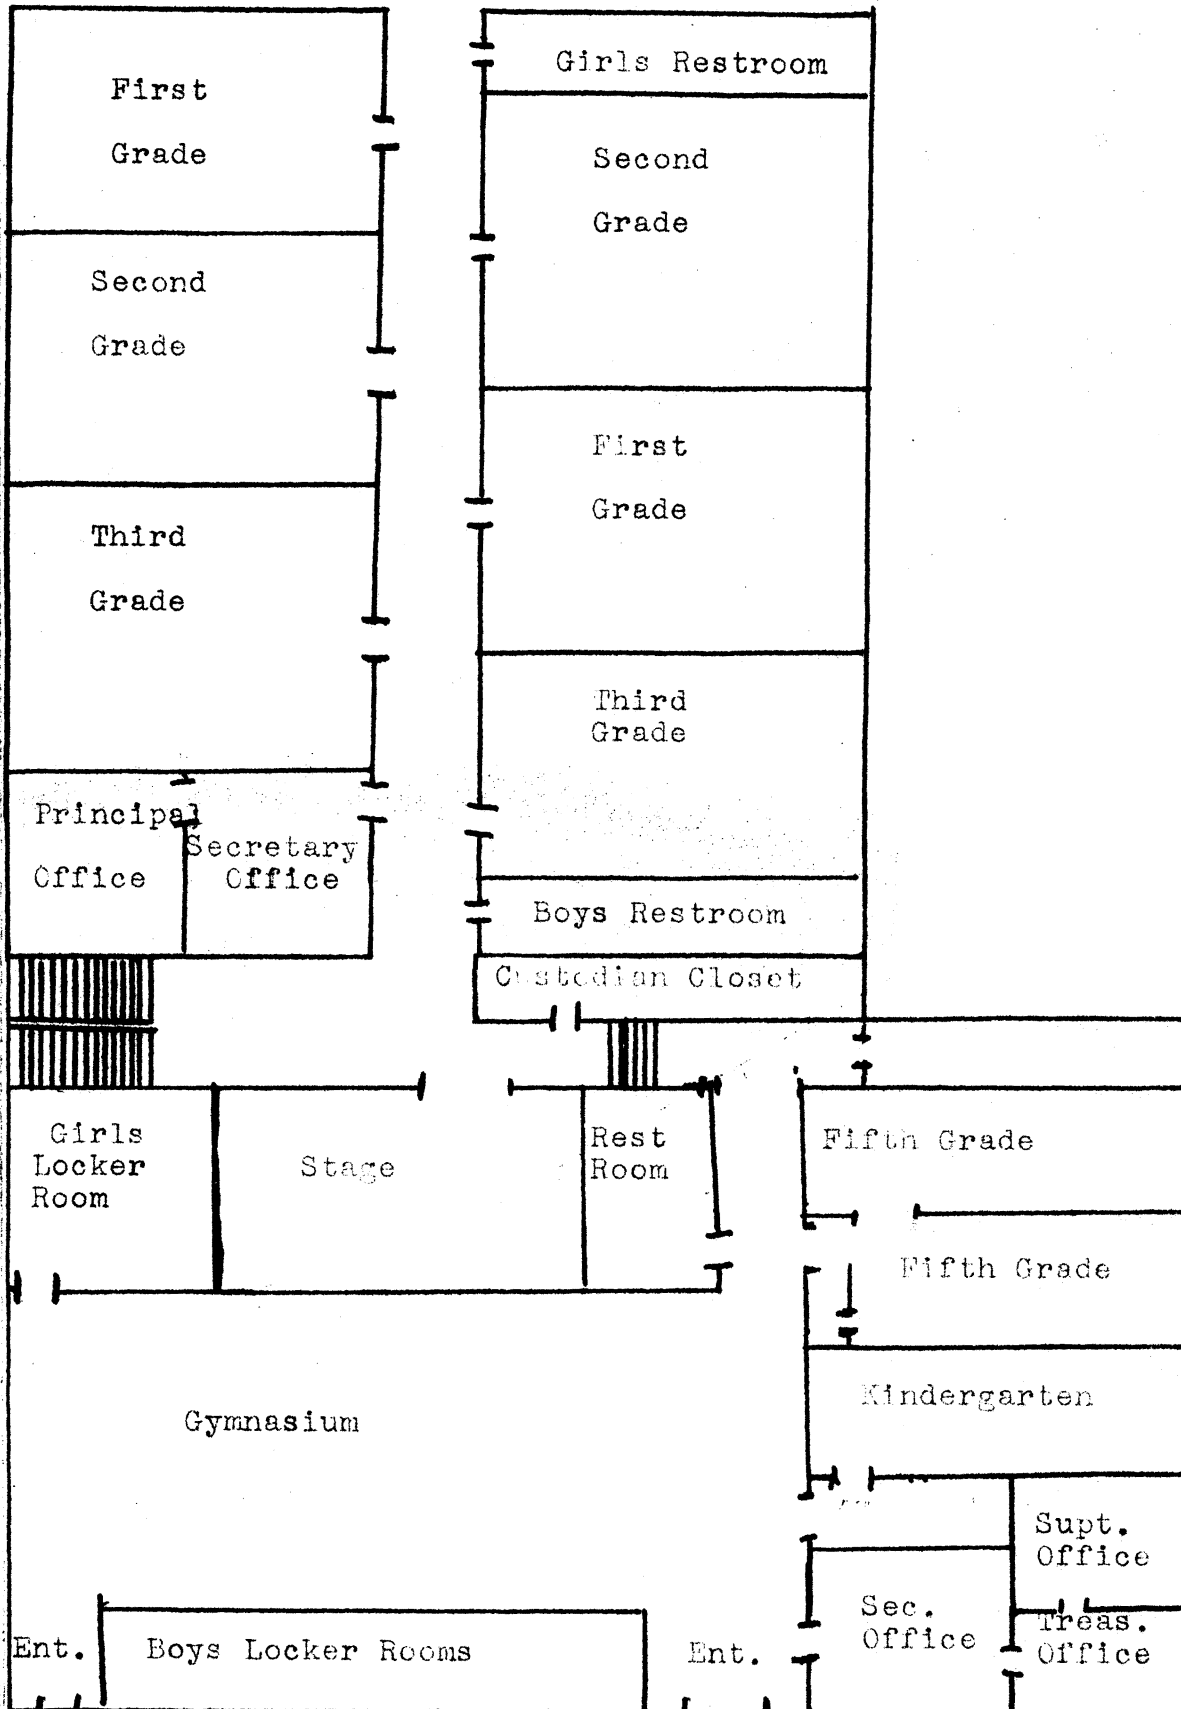 Girls Restroom
First
Grade
Second
Grade
Second
Grade
First
Grade
Third
Grade
Third
Grade
Principal
Office
Secretary
Office
Boys Restroom
Custodian Closet
Girls
Locker
Room
Stage
Rest
Room
Fifth Grade
Fifth Grade
Kindergarten
Gymnasium
Supt.
Office
Sec.
Office
Treas.
Office
Ent.
Boys Locker Rooms
Ent.